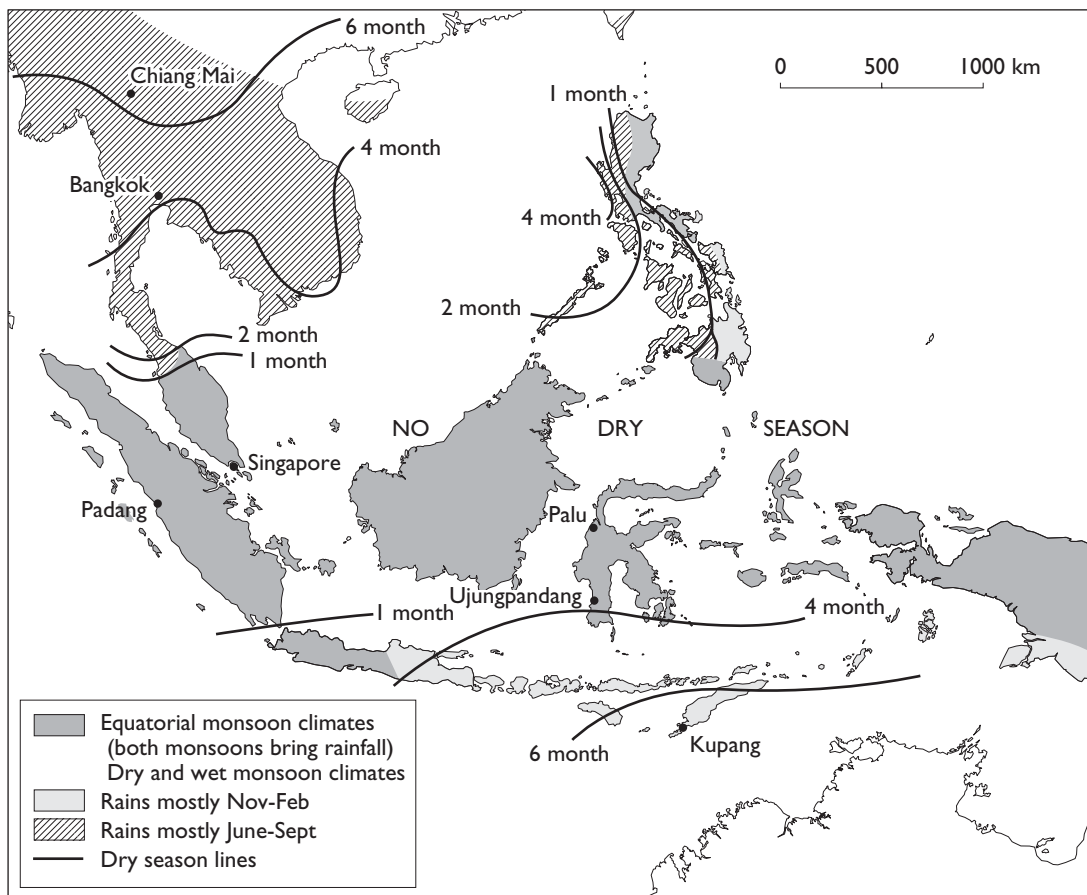 6 month
Chiang Mai
0 500 1000 km
1 month
4 month
Bangkok
4 month
2 month
2 month
1 month
NO DRY SEASON
Singapore
Padang
Palu
Ujungpandang
1 month
4 month
6 month
Kupang
Equatorial monsoon climates
(both monsoons bring rainfall)
Dry and wet monsoon climates
Rains mostly Nov-Feb
Rains mostly June-Sept
Dry season lines